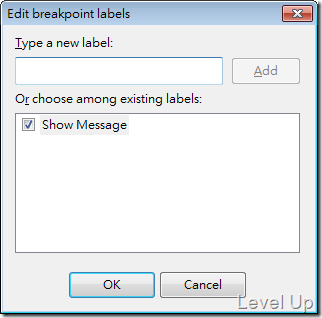 Edit breakpoint labels
Type a new label:
Add
Or choose among existing labels:
Show Message
OK
Cancel
Level Up